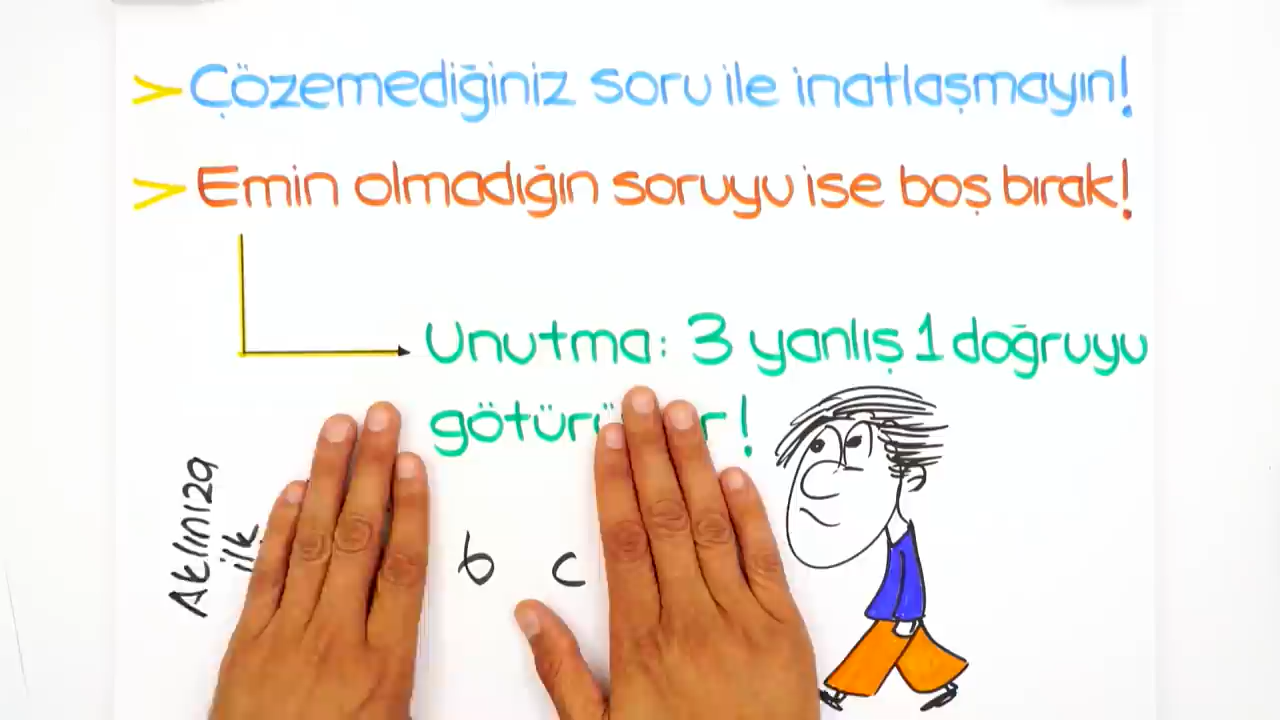 > Çözemediğiniz soru ile inatlaşmayın!
> Emin olmadığın soruyu ise boş bırak!
Unutma: 3 yanlış 1 doğruyu
!
Aklınıza
ilk
b c